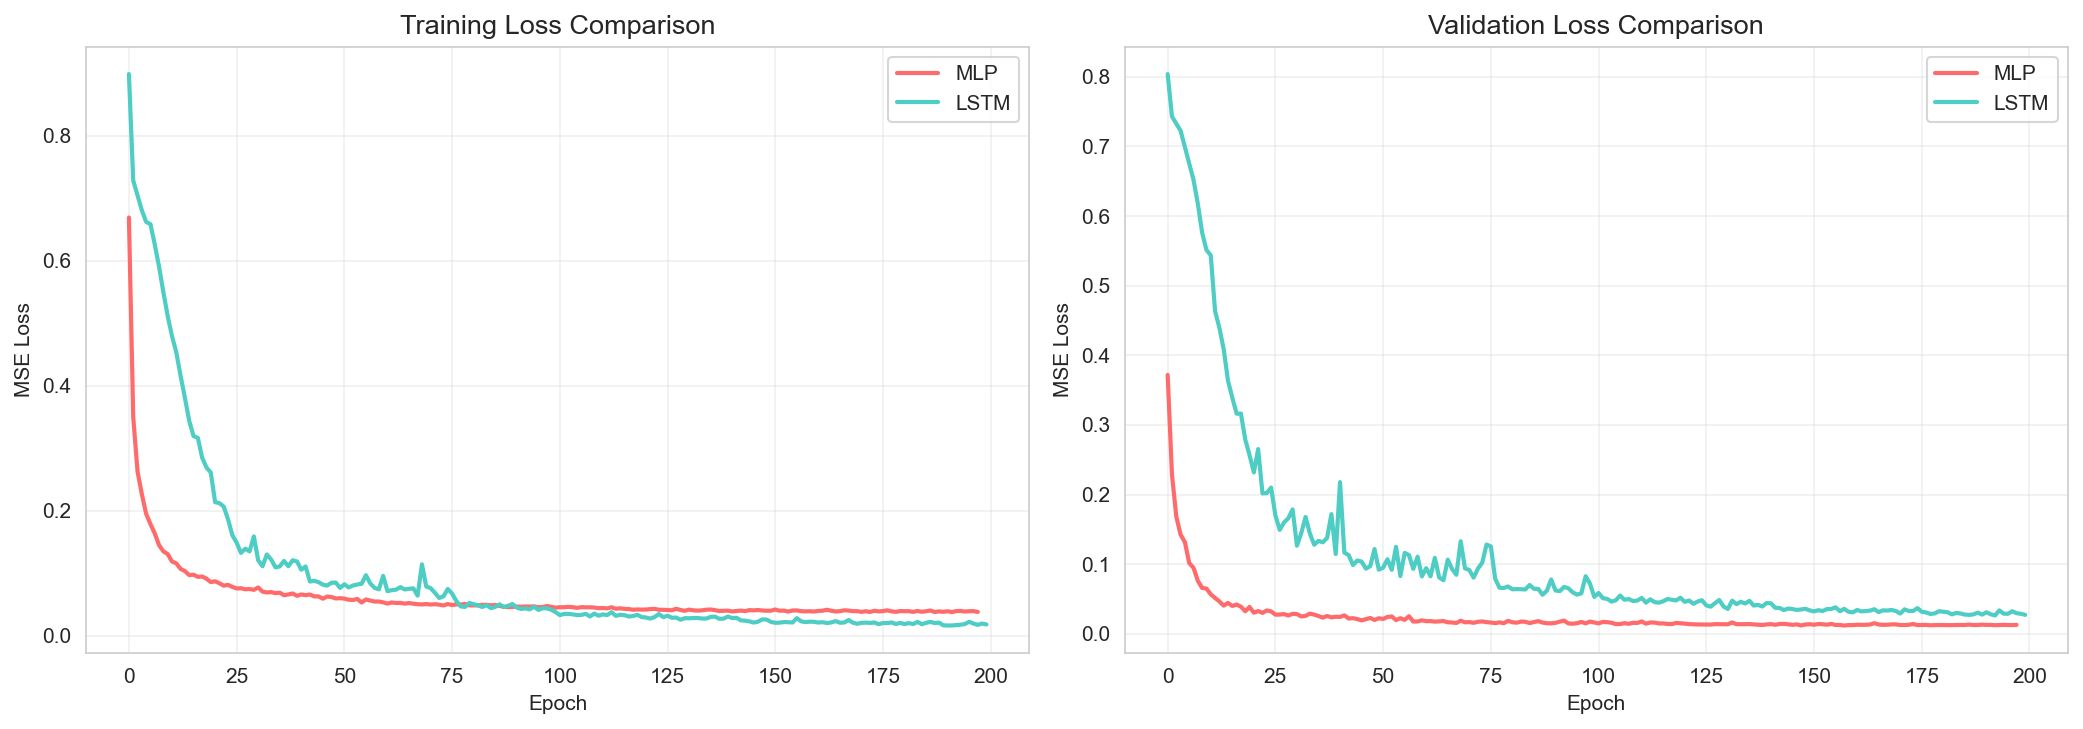 Training Loss Comparison
MLP
LSTM
0.8
0.6
0.4
0.2
0.0
MSE Loss
0 25 50 75 100 125 150 175 200
Epoch
Validation Loss Comparison
MLP
LSTM
0.8
0.7
0.6
0.5
0.4
0.3
0.2
0.1
0.0
MSE Loss
0 25 50 75 100 125 150 175 200
Epoch